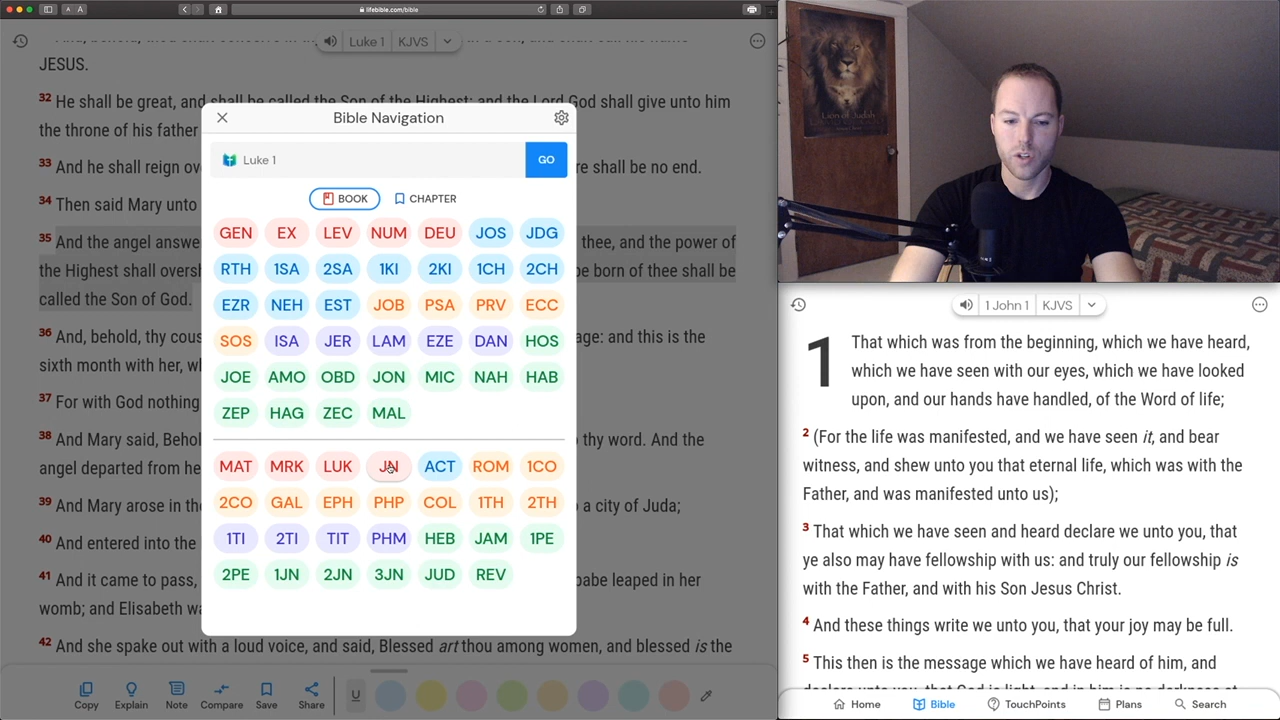 A A
lifebible.com/bible
Luke 1 KJVS
JESUS.
32 He shall be great, and shall be called the Son of the Highest: and the Lord God shall give unto him
the throne of his father
33 And he shall reign ov
re shall be no end.
34 Then said Mary unto
35 And the angel answe
thee, and the power of
the Highest shall oversh
be born of thee shall be
called the Son of God.
36 And, behold, thy cous
age: and this is the
sixth month with her, w
37 For with God nothing
38 And Mary said, Behol
thy word. And the
angel departed from he
39 And Mary arose in the
a city of Juda;
40 And entered into the
41 And it came to pass,
babe leaped in her
womb; and Elisabeth wa
42 And she spake out with a loud voice, and said, Blessed art thou among women, and blessed is the
Bible Navigation
Luke 1
GO
BOOK CHAPTER
GEN EX LEV NUM DEU JOS JDG
RTH 1SA 2SA 1KI 2KI 1CH 2CH
EZR NEH EST JOB PSA PRV ECC
SOS ISA JER LAM EZE DAN HOS
JOE AMO OBD JON MIC NAH HAB
ZEP HAG ZEC MAL
MAT MRK LUK JN ACT ROM 1CO
2CO GAL EPH PHP COL 1TH 2TH
1TI 2TI TIT PHM HEB JAM 1PE
2PE 1JN 2JN 3JN JUD REV
Copy Explain Note Compare Save Share U
Lion of Judah
1 John 1 KJVS
1 That which was from the beginning, which we have heard,
which we have seen with our eyes, which we have looked
upon, and our hands have handled, of the Word of life;
2 (For the life was manifested, and we have seen it, and bear
witness, and shew unto you that eternal life, which was with the
Father, and was manifested unto us);
3 That which we have seen and heard declare we unto you, that
ye also may have fellowship with us: and truly our fellowship is
with the Father, and with his Son Jesus Christ.
4 And these things write we unto you, that your joy may be full.
5 This then is the message which we have heard of him, and
declare unto you, that God is light, and in him is no darkness at
Home Bible TouchPoints Plans Search